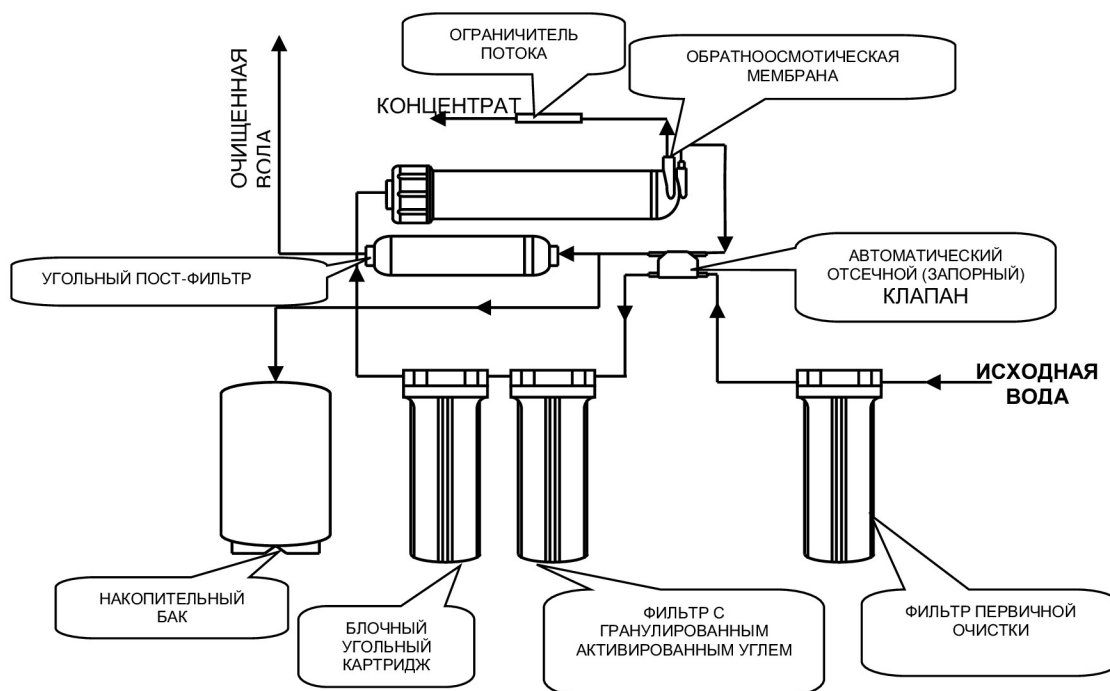 ОГРАНИЧИТЕЛЬ
ПОТОКА
ОБРАТНООСМОТИЧЕСКАЯ
МЕМБРАНА
КОНЦЕНТРАТ
ОЧИЩЕННАЯ
ВОЛА
УГОЛЬНЫЙ ПОСТ-ФИЛЬТР
АВТОМАТИЧЕСКИЙ
ОТСЕЧНОЙ (ЗАПОРНЫЙ)
КЛАПАН
ИСХОДНАЯ
ВОДА
НАКОПИТЕЛЬНЫЙ
БАК
БЛОЧНЫЙ
УГОЛЬНЫЙ
КАРТРИДЖ
ФИЛЬТР С
ГРАНУЛИРОВАННЫМ
АКТИВИРОВАННЫМ УГЛЕМ
ФИЛЬТР ПЕРВИЧНОЙ
ОЧИСТКИ